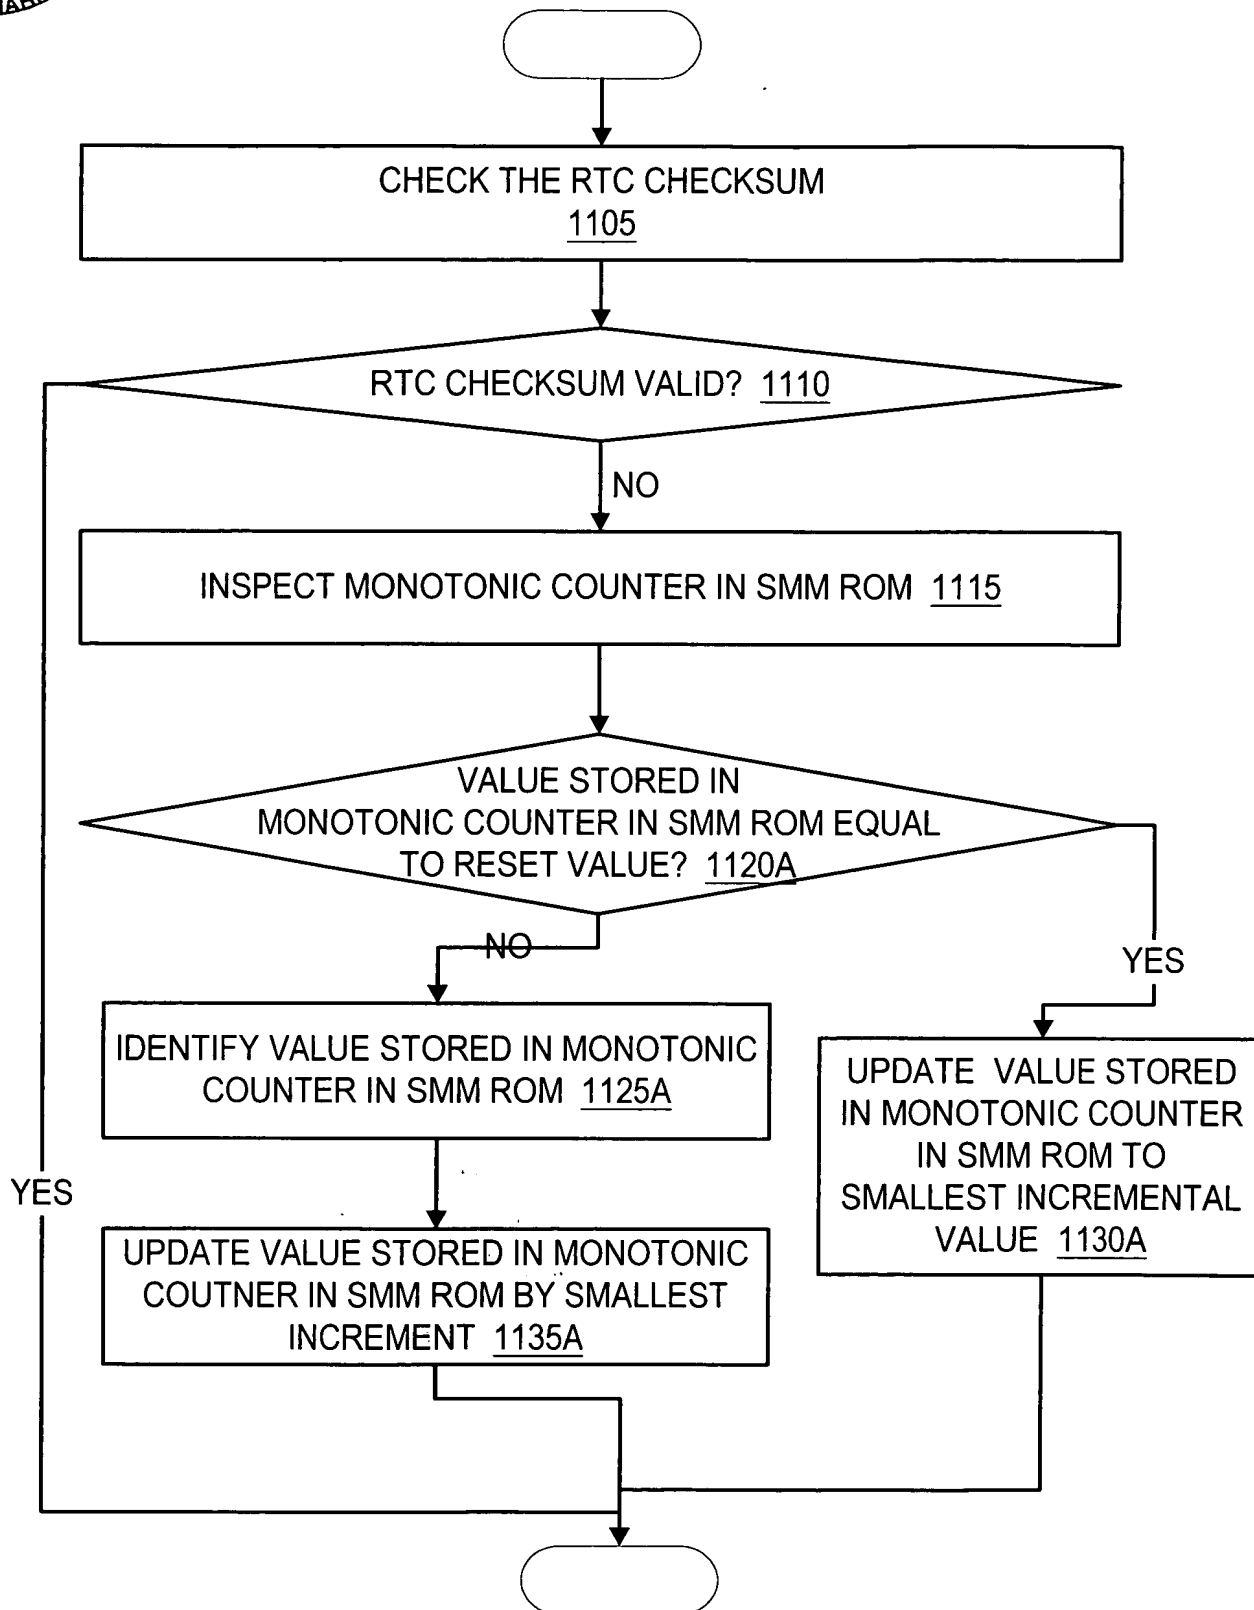 CHECK THE RTC CHECKSUM
1105
RTC CHECKSUM VALID? 1110
NO
INSPECT MONOTONIC COUNTER IN SMM ROM 1115
VALUE STORED IN
MONOTONIC COUNTER IN SMM ROM EQUAL
TO RESET VALUE? 1120A
NO
YES
IDENTIFY VALUE STORED IN MONOTONIC
COUNTER IN SMM ROM 1125A
UPDATE VALUE STORED
IN MONOTONIC COUNTER
IN SMM ROM TO
SMALLEST INCREMENTAL
VALUE 1130A
YES
UPDATE VALUE STORED IN MONOTONIC
COUTNER IN SMM ROM BY SMALLEST
INCREMENT 1135A